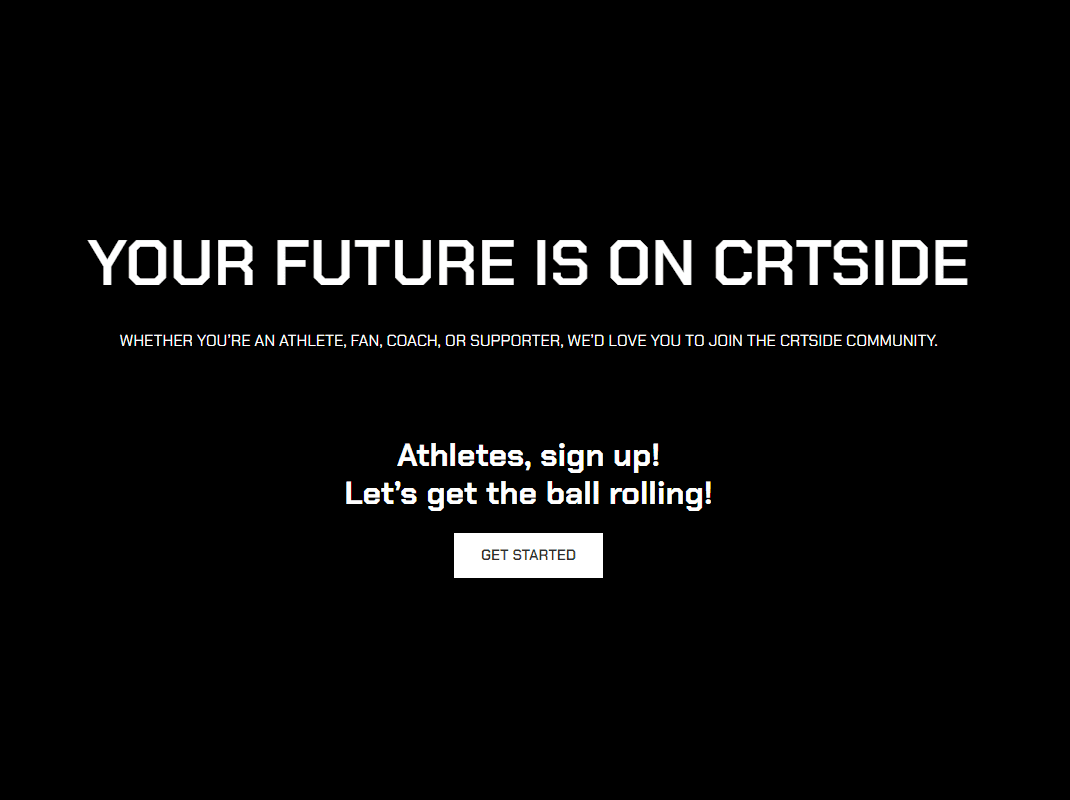 YOUR FUTURE IS ON CRTSIDE
WHETHER YOU’RE AN ATHLETE, FAN, COACH, OR SUPPORTER, WE’D LOVE YOU TO JOIN THE CRTSIDE COMMUNITY.
Athletes, sign up!
Let’s get the ball rolling!
GET STARTED